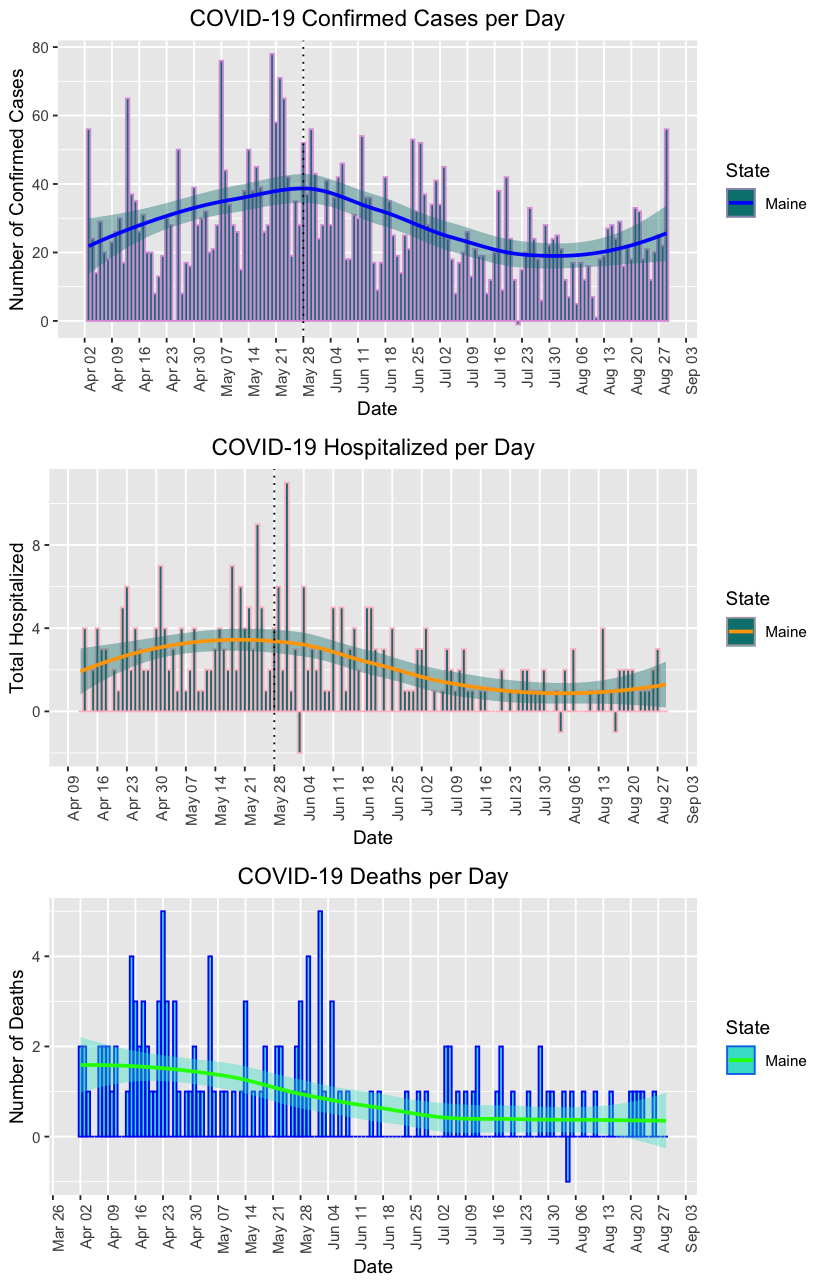 COVID-19 Confirmed Cases per Day
Number of Confirmed Cases
80
60
40
20
0
Apr 02 Apr 09 Apr 16 Apr 23 Apr 30 May 07 May 14 May 21 May 28 Jun 04 Jun 11 Jun 18 Jun 25 Jul 02 Jul 09 Jul 16 Jul 23 Jul 30 Aug 06 Aug 13 Aug 20 Aug 27 Sep 03
Date
State
Maine
COVID-19 Hospitalized per Day
Total Hospitalized
8
4
0
Apr 09 Apr 16 Apr 23 Apr 30 May 07 May 14 May 21 May 28 Jun 04 Jun 11 Jun 18 Jun 25 Jul 02 Jul 09 Jul 16 Jul 23 Jul 30 Aug 06 Aug 13 Aug 20 Aug 27 Sep 03
Date
State
Maine
COVID-19 Deaths per Day
Number of Deaths
4
2
0
Mar 26 Apr 02 Apr 09 Apr 16 Apr 23 Apr 30 May 07 May 14 May 21 May 28 Jun 04 Jun 11 Jun 18 Jun 25 Jul 02 Jul 09 Jul 16 Jul 23 Jul 30 Aug 06 Aug 13 Aug 20 Aug 27 Sep 03
Date
State
Maine